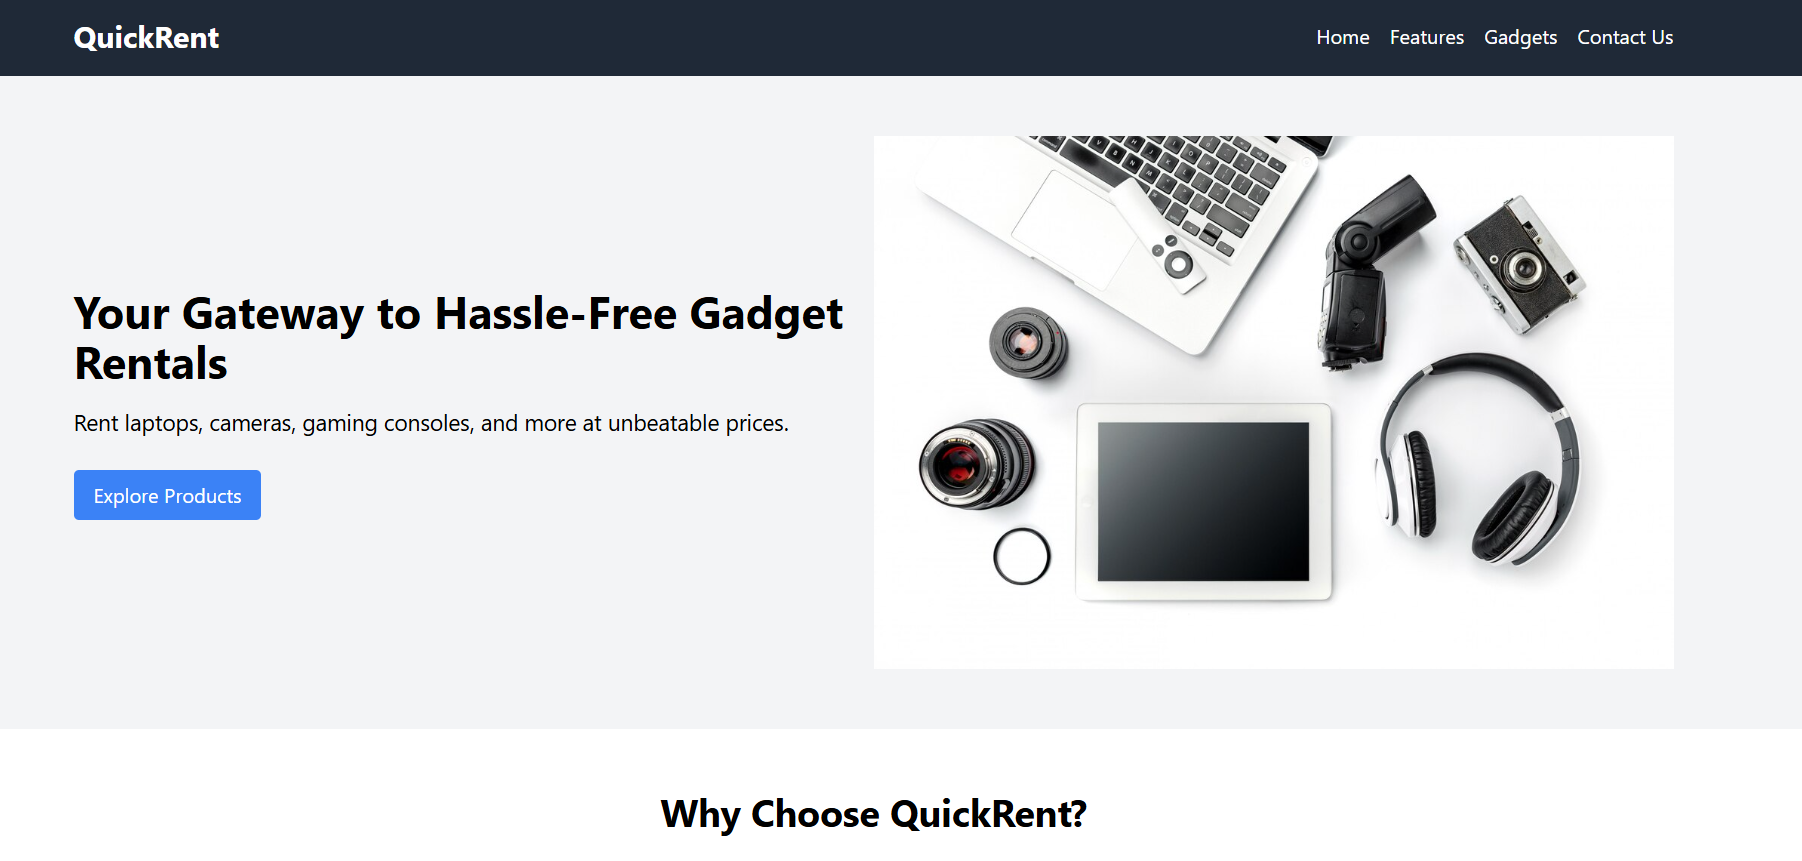 QuickRent
Home Features Gadgets Contact Us
Your Gateway to Hassle-Free Gadget
Rentals
Rent laptops, cameras, gaming consoles, and more at unbeatable prices.
Explore Products
Why Choose QuickRent?